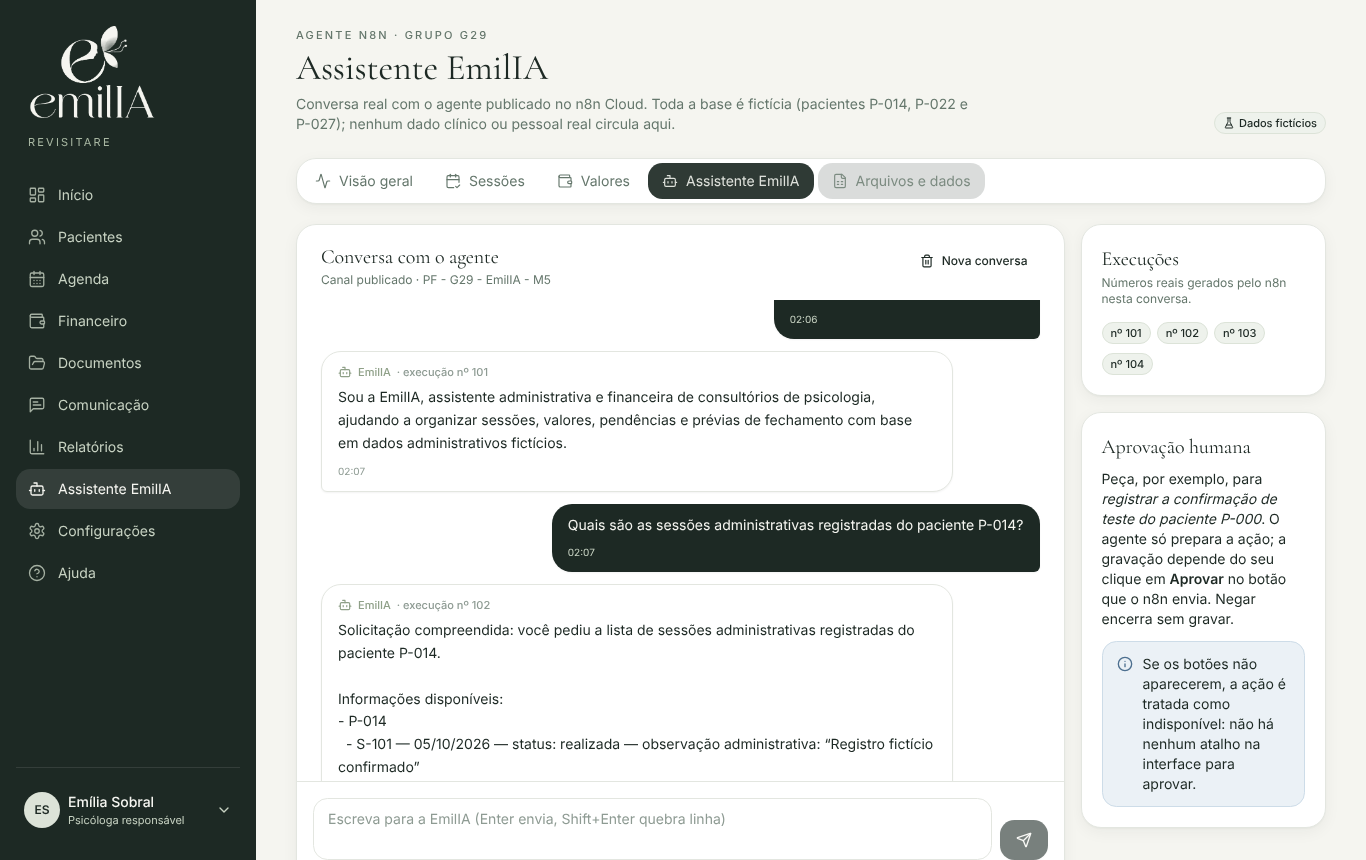 e
emilIA
REVISITARE
Início
Pacientes
Agenda
Financeiro
Documentos
Comunicação
Relatórios
Assistente EmilIA
Configurações
Ajuda
ES
Emília Sobral
Psicóloga responsável
AGENTE N8N · GRUPO G29
Assistente EmilIA
Conversa real com o agente publicado no n8n Cloud. Toda a base é fictícia (pacientes P-014, P-022 e
P-027); nenhum dado clínico ou pessoal real circula aqui.
Dados fictícios
Visão geral
Sessões
Valores
Assistente EmilIA
Arquivos e dados
Conversa com o agente
Canal publicado · PF - G29 - EmilIA - M5
Nova conversa
02:06
EmilIA · execução nº 101
Sou a EmilIA, assistente administrativa e financeira de consultórios de psicologia,
ajudando a organizar sessões, valores, pendências e prévias de fechamento com base
em dados administrativos fictícios.
02:07
Quais são as sessões administrativas registradas do paciente P-014?
02:07
EmilIA · execução nº 102
Solicitação compreendida: você pediu a lista de sessões administrativas registradas do
paciente P-014.
Informações disponíveis:
- P-014
- S-101 — 05/10/2026 — status: realizada — observação administrativa: “Registro fictício
confirmado”
Escreva para a EmilIA (Enter envia, Shift+Enter quebra linha)
Execuções
Números reais gerados pelo n8n
nesta conversa.
nº 101
nº 102
nº 103
nº 104
Aprovação humana
Peça, por exemplo, para
registrar a confirmação de
teste do paciente P-000. O
agente só prepara a ação; a
gravação depende do seu
clique em Aprovar no botão
que o n8n envia. Negar
encerra sem gravar.
Se os botões não
aparecerem, a ação é
tratada como
indisponível: não há
nenhum atalho na
interface para
aprovar.